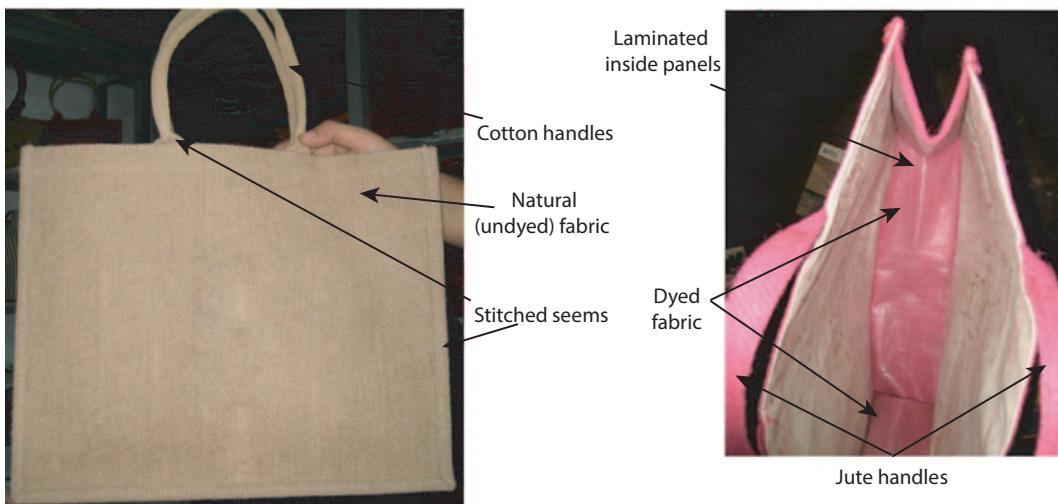 Laminated
inside panels
Cotton handles
Natural
(undyed) fabric
Stitched seems
Dyed
fabric
Jute handles